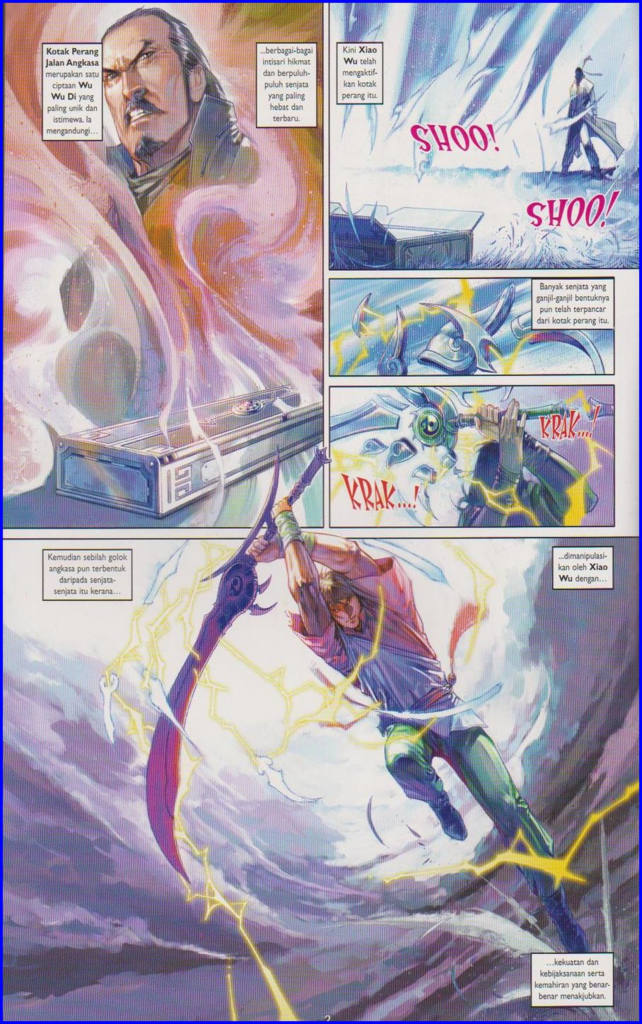 Kotak Perang
Jalan Angkasa
merupakan satu
ciptaan Wu
Wu Di yang
paling unik dan
istimewa. Ia
mengandungi...
...berbagai-bagai
intisari hikmat
dan berpuluh-
puluh senjata
yang paling
hebat dan
terbaru.
Kini Xiao
Wu telah
mengaktif-
kan kotak
perang itu.
SHOO!
SHOO!
Banyak senjata yang
ganjil-ganjil bentuknya
pun telah terpancar
dari kotak perang itu.
KRAK...!
KRAK...!
Kemudian sebilah golok
angkasa pun terbentuk
daripada senjata-
senjata itu kerana...
...dimanipulasi-
kan oleh Xiao
Wu dengan...
...kekuatan dan
kebijaksanaan serta
kemahiran yang benar-
benar menakjubkan.
2